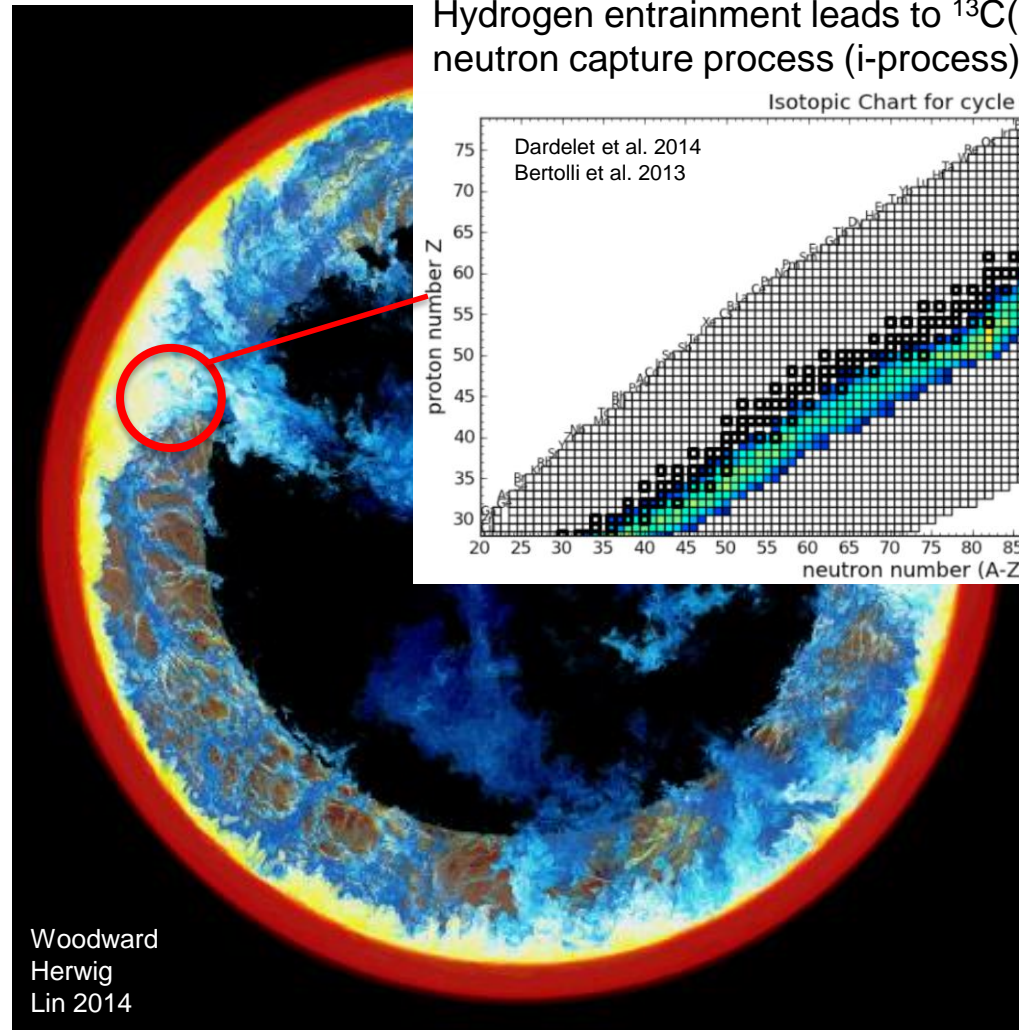 Hydrogen entrainment leads to ¹³C(
neutron capture process (i-process)
Isotopic Chart for cycle
Dardelet et al. 2014
Bertolli et al. 2013
proton number Z
75
70
65
60
55
50
45
40
35
30
20 25 30 35 40 45 50 55 60 65 70 75 80 85
neutron number (A-Z
Woodward
Herwig
Lin 2014